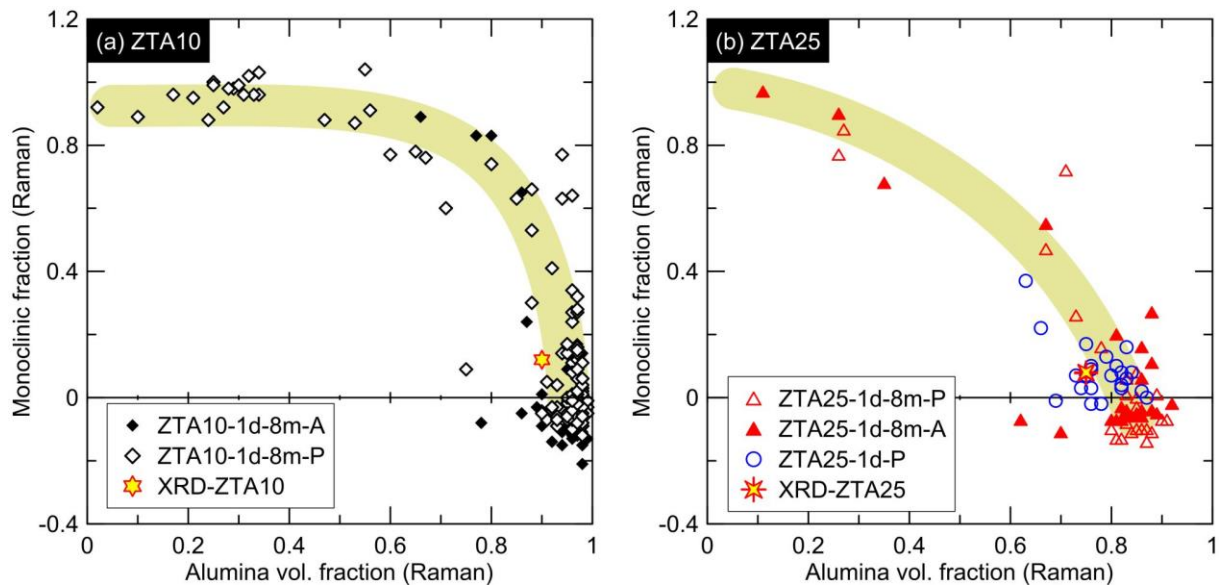 (a) ZTA10
1.2
0.8
0.4
0
-0.4
Monoclinic fraction (Raman)
ZTA10-1d-8m-A
ZTA10-1d-8m-P
XRD-ZTA10
0 0.2 0.4 0.6 0.8 1
Alumina vol. fraction (Raman)
(b) ZTA25
1.2
0.8
0.4
0
-0.4
Monoclinic fraction (Raman)
ZTA25-1d-8m-P
ZTA25-1d-8m-A
ZTA25-1d-P
XRD-ZTA25
0 0.2 0.4 0.6 0.8 1
Alumina vol. fraction (Raman)